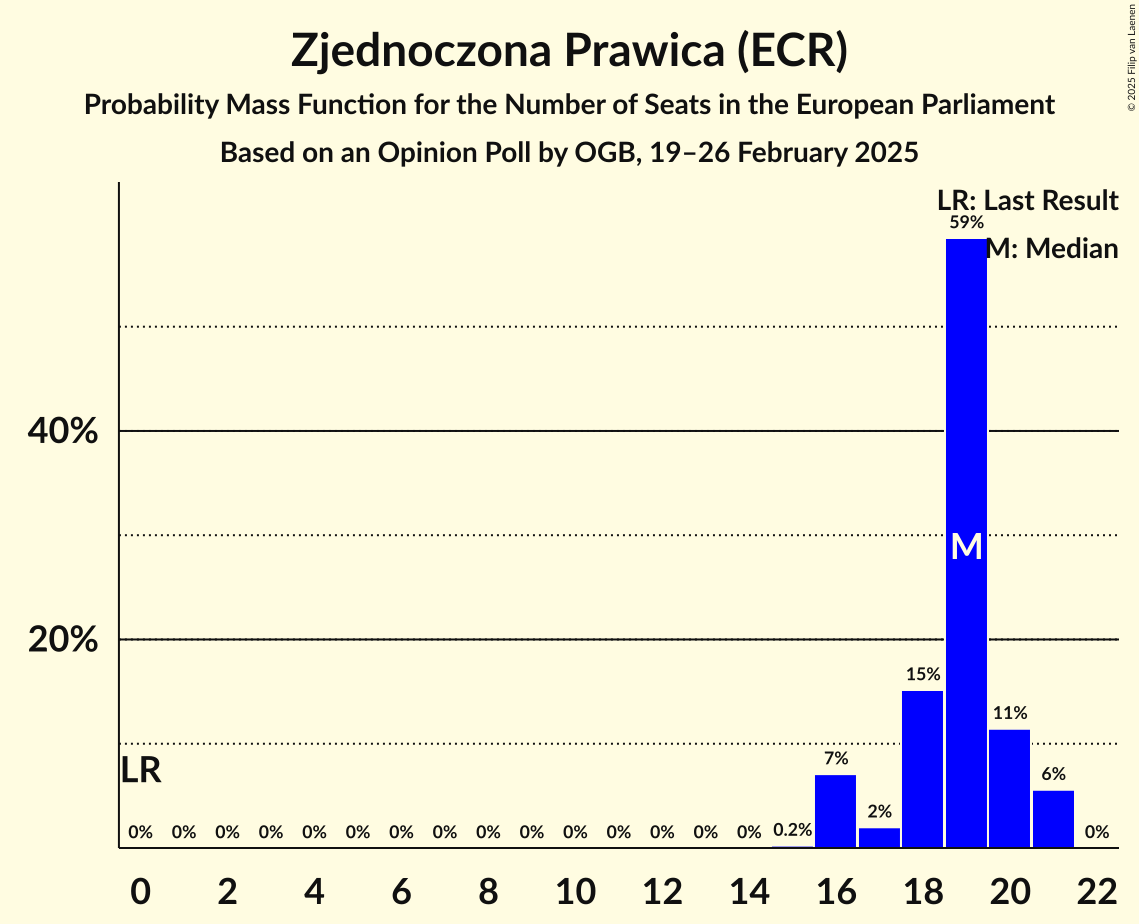 Zjednoczona Prawica (ECR)
Probability Mass Function for the Number of Seats in the European Parliament
Based on an Opinion Poll by OGB, 19–26 February 2025
© 2025 Filip van Laenen
LR: Last Result
59%
M: Median
40%
M
20%
15%
11%
LR
7%
6%
2%
0% 0% 0% 0% 0% 0% 0% 0% 0% 0% 0% 0% 0% 0% 0% 0.2% 0%
0 2 4 6 8 10 12 14 16 18 20 22